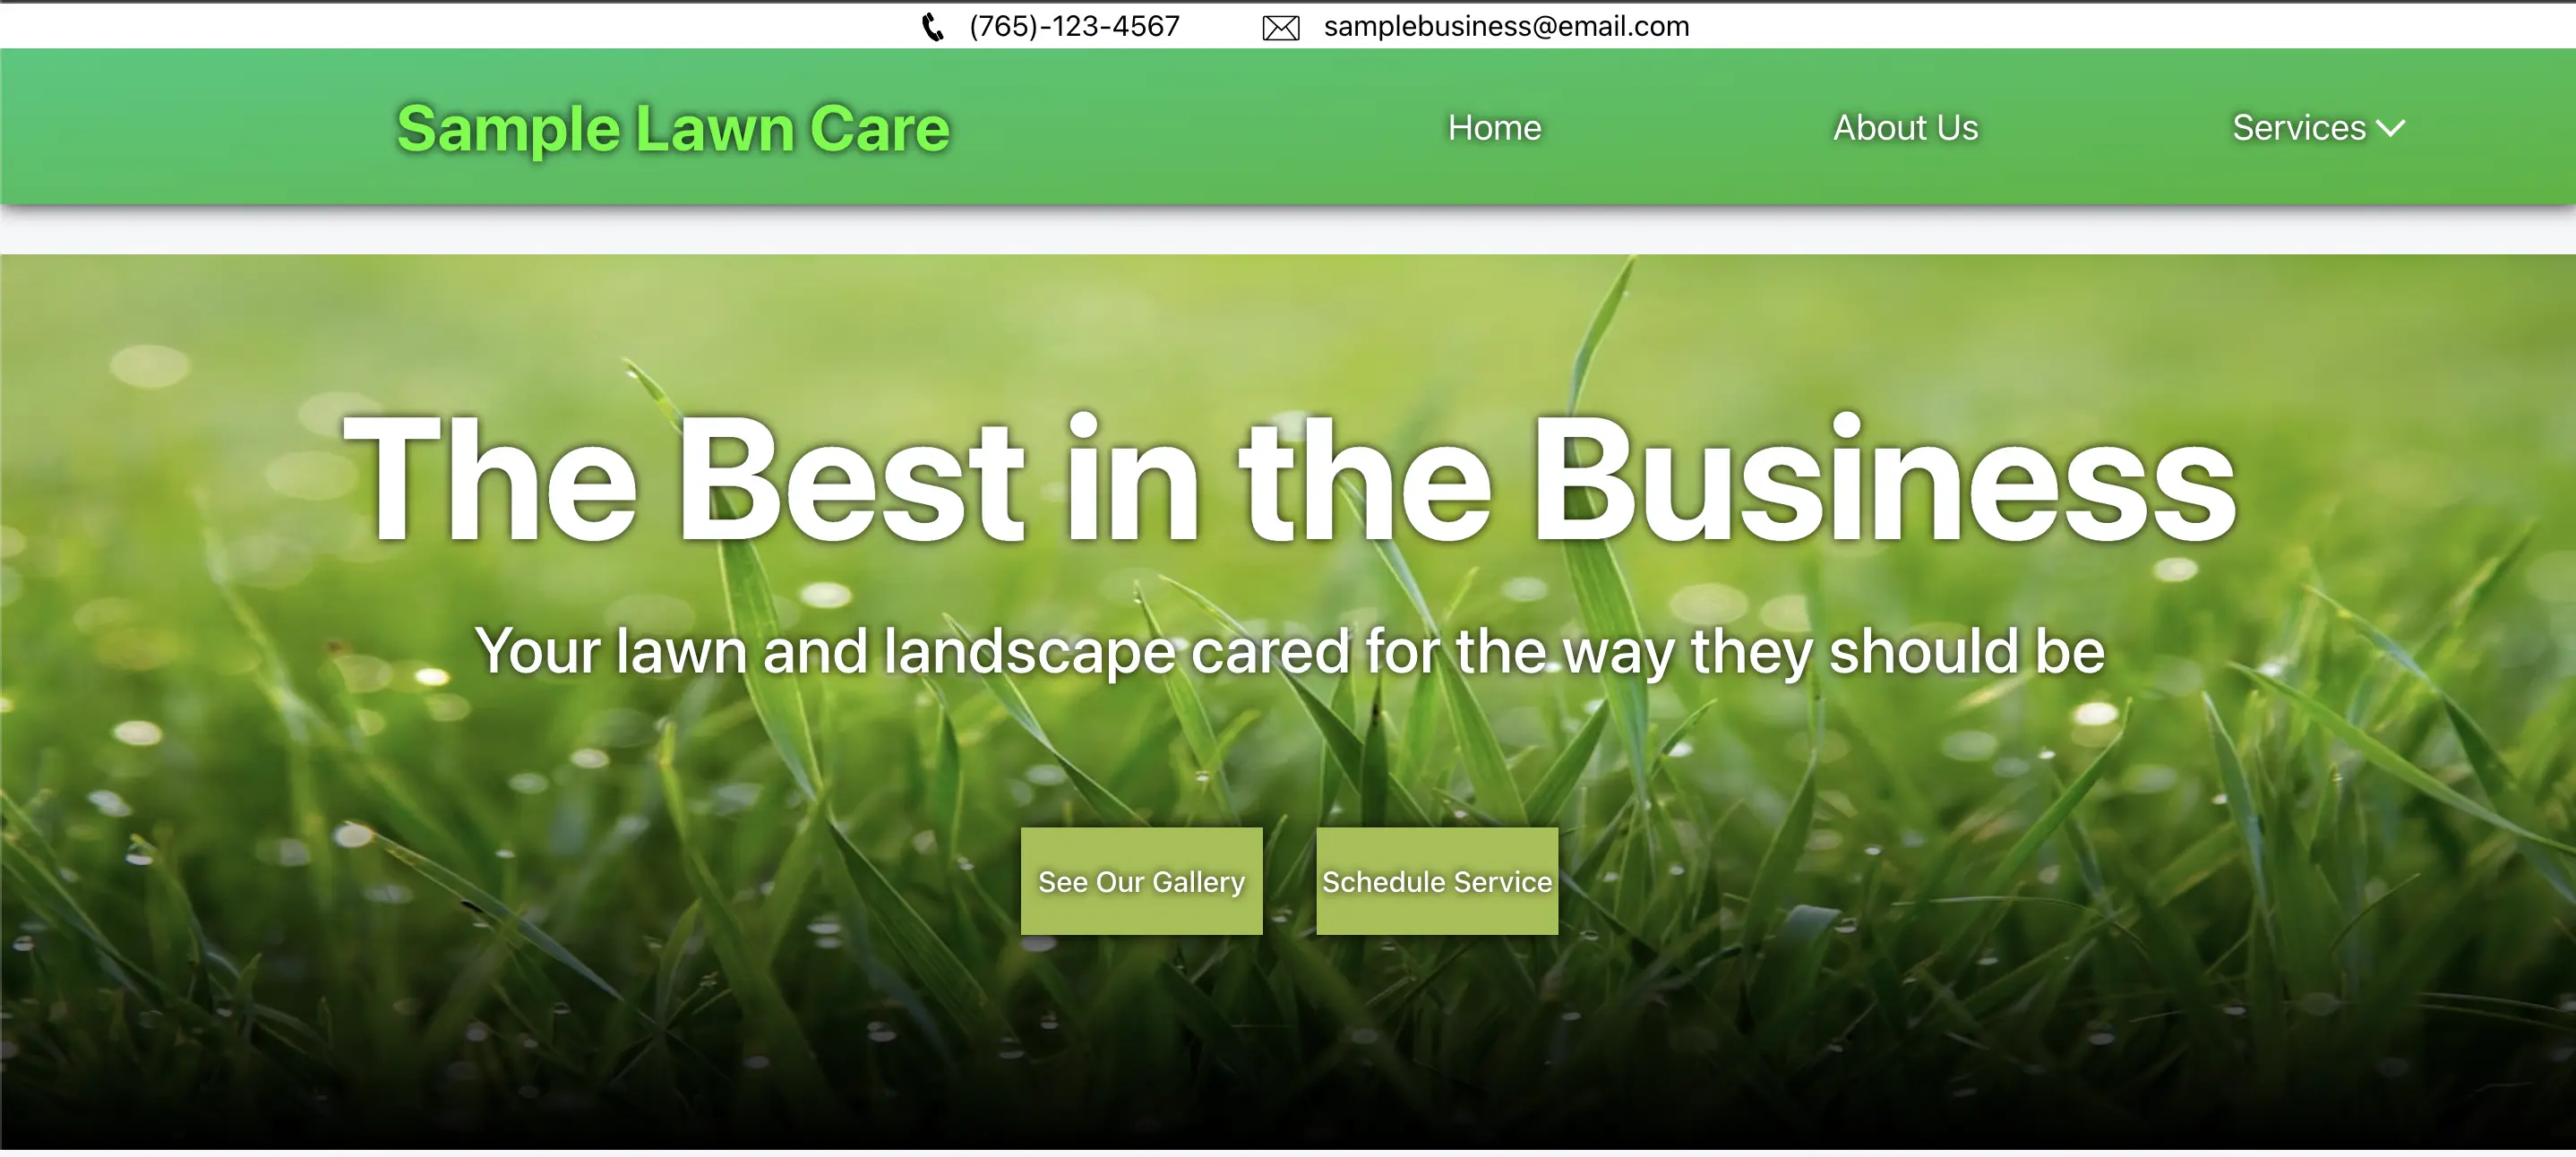 (765)-123-4567 samplebusiness@email.com
Sample Lawn Care Home About Us Services
The Best in the Business
Your lawn and landscape cared for the way they should be
See Our Gallery Schedule Service